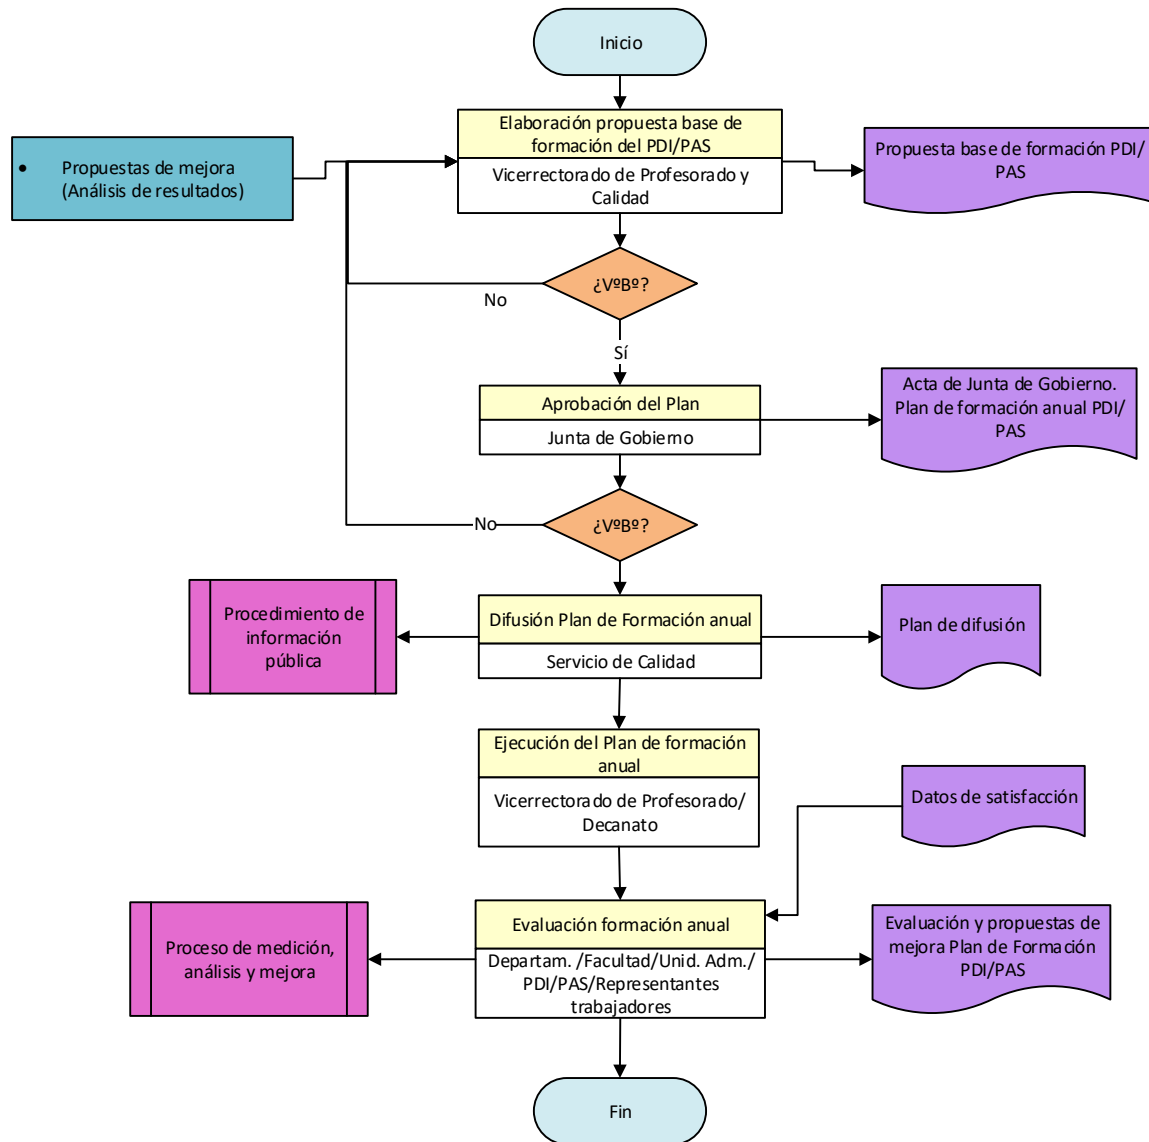 Inicio
Elaboración propuesta base de
formación del PDI/PAS
Vicerrectorado de Profesorado y
Calidad
• Propuestas de mejora
(Análisis de resultados)
Propuesta base de formación PDI/
PAS
¿VºBº?
No
Sí
Aprobación del Plan
Junta de Gobierno
Acta de Junta de Gobierno.
Plan de formación anual PDI/
PAS
¿VºBº?
No
Procedimiento de
información
pública
Difusión Plan de Formación anual
Servicio de Calidad
Plan de difusión
Ejecución del Plan de formación
anual
Vicerrectorado de Profesorado/
Decanato
Datos de satisfacción
Proceso de medición,
análisis y mejora
Evaluación formación anual
Departam. /Facultad/Unid. Adm./
PDI/PAS/Representantes
trabajadores
Evaluación y propuestas de
mejora Plan de Formación
PDI/PAS
Fin